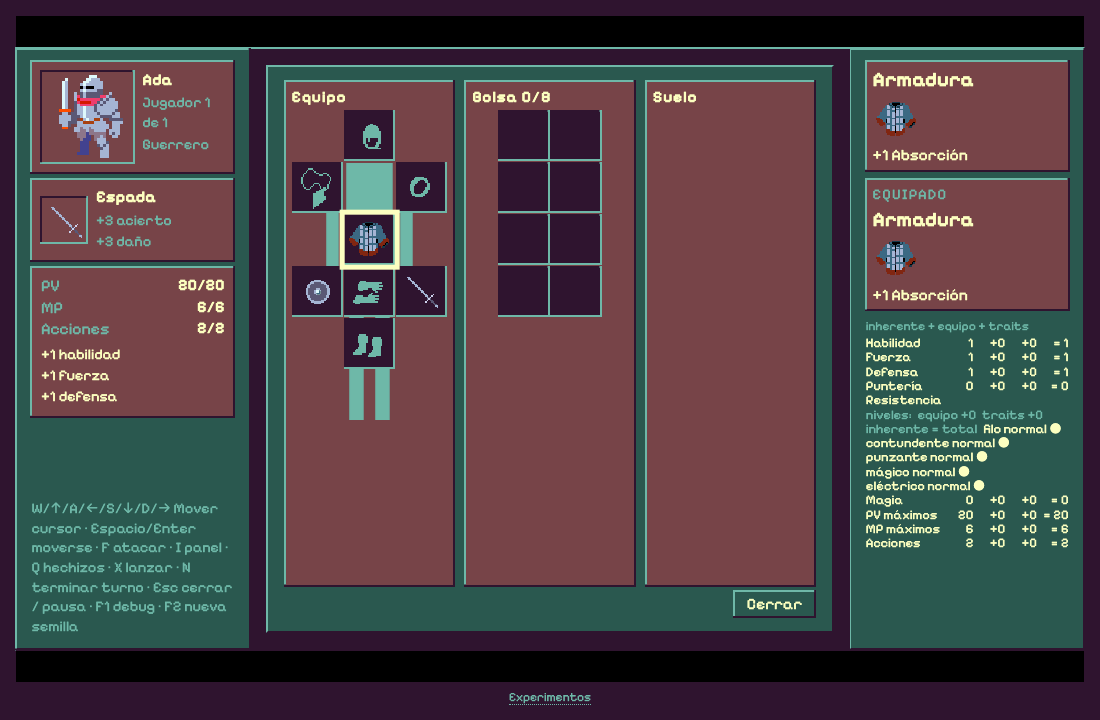 Ada
Jugador 1
de 1
Guerrero
Espada
+3 acierto
+3 daño
PV 20/20
MP 6/6
Acciones 2/2
+1 habilidad
+1 fuerza
+1 defensa
W/↑/A/←/S/↓/D/→ Mover
cursor · Espacio/Enter
moverse · F atacar · I panel ·
Q hechizos · X lanzar · N
terminar turno · Esc cerrar
/ pausa · F1 debug · F2 nueva
semilla
Equipo
Bolsa 0/8
Suelo
Cerrar
Armadura
+1 Absorción
EQUIPADO
Armadura
+1 Absorción
inherente + equipo + traits
Habilidad 1 +0 +0 = 1
Fuerza 1 +0 +0 = 1
Defensa 1 +0 +0 = 1
Puntería 0 +0 +0 = 0
Resistencia
niveles: equipo +0 traits +0
inherente = total filo normal
contundente normal
punzante normal
mágico normal
eléctrico normal
Magia 0 +0 +0 = 0
PV máximos 20 +0 +0 = 20
MP máximos 6 +0 +0 = 6
Acciones 2 +0 +0 = 2
Experimentos